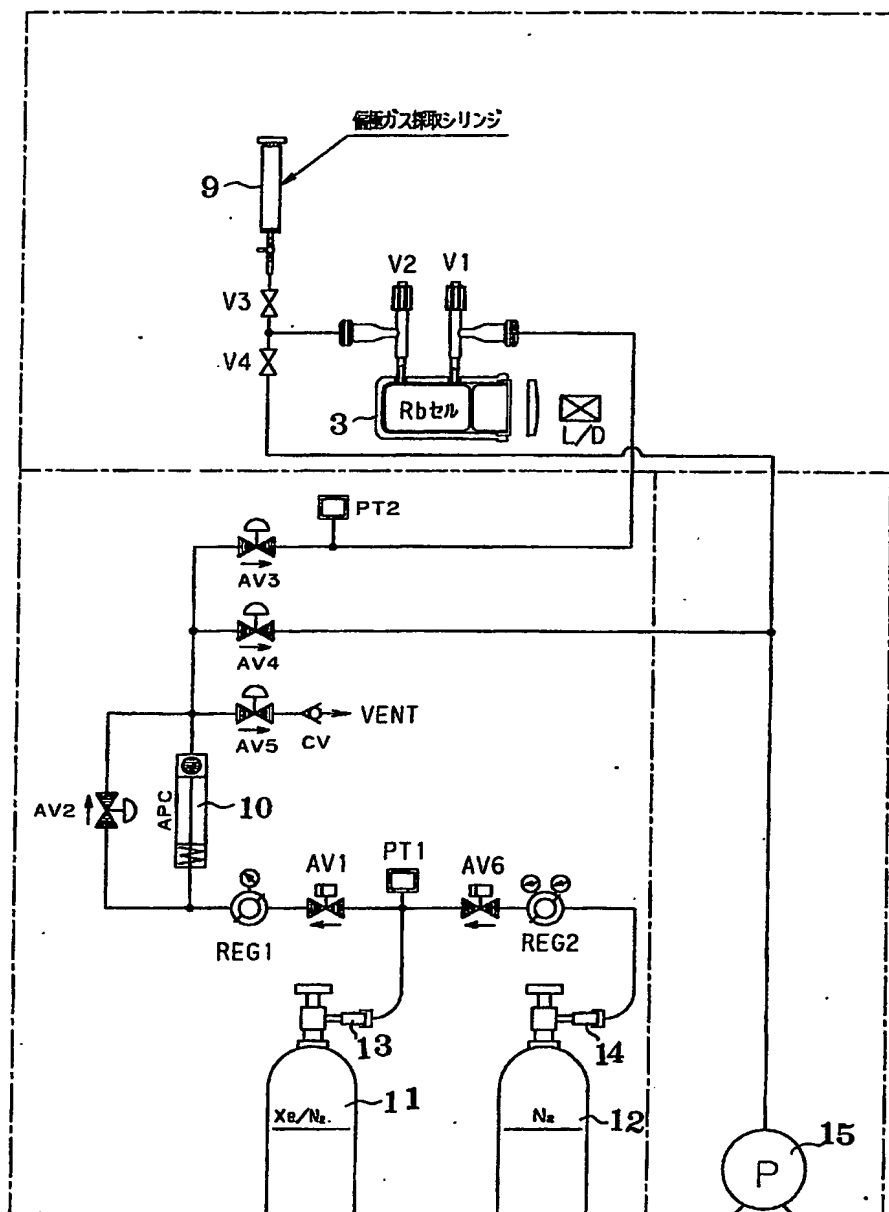 偏極ガス採取シリンジ
9
V2 V1
V3
V4
Rbセル
3
L/D
PT2
AV3
AV4
VENT
AV5 CV
AV2
APC
10
AV1 PT1 AV6
REG1 REG2
13 14
11
Xe/N₂
12
N₂
15
P